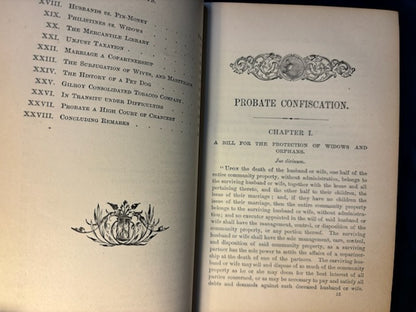 XVIII. Husbands vs. Pin-Money
XIX. Philistines vs. Widows
XX. The Mercantile Library
XXI. Unjust Taxation
XXII. Marriage a Copartnership
XXIII. The Subjugation of Wives, and
XXIV. The History of a Pet Dog
XXV. Gilroy Consolidated Tobacco Company
XXVI. In Transitu under Difficulties
XXVII. Probate a High Court of Chancery
XXVIII. Concluding Remarks
PROBATE CONFISCATION.
CHAPTER I.
A BILL FOR THE PROTECTION OF WIDOWS AND
ORPHANS.
Jus divinum.
"Upon the death of the husband or wife, one half of the
entire community property, without administration, belongs
to the surviving husband or wife, together with the home and all
pertaining thereto, and the other half to their children, the
issue of their marriage; and, if there be no children, the
issue of their marriage, then the entire community property
belongs to the surviving husband or wife, without administra-
tion; and no executor appointed in the will of said husband or
wife shall have the management, control, or disposition of the
community property, or any portion thereof. The surviving
husband or wife shall have the sole management, care, control,
and disposition of said community property, as a surviving
partner has the sole power to settle the affairs of a copartner-
ship at the death of one of the partners. The surviving hus-
band or wife may sell and dispose of so much of the community
property as he or she may deem for the best interest of all
parties concerned, or as may be necessary to pay and satisfy all
debts and demands against such deceased husband or wife.
15